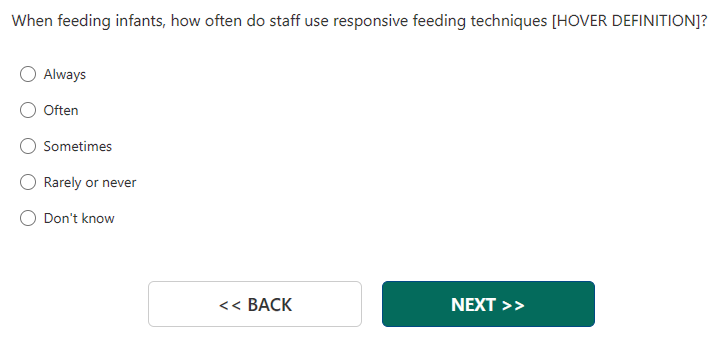 When feeding infants, how often do staff use responsive feeding techniques [HOVER DEFINITION]?
Always
Often
Sometimes
Rarely or never
Don't know
<< BACK
NEXT >>